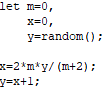 let m=0,
x=0,
y=random();
x=2*m*y/(m+2);
y=x+1;